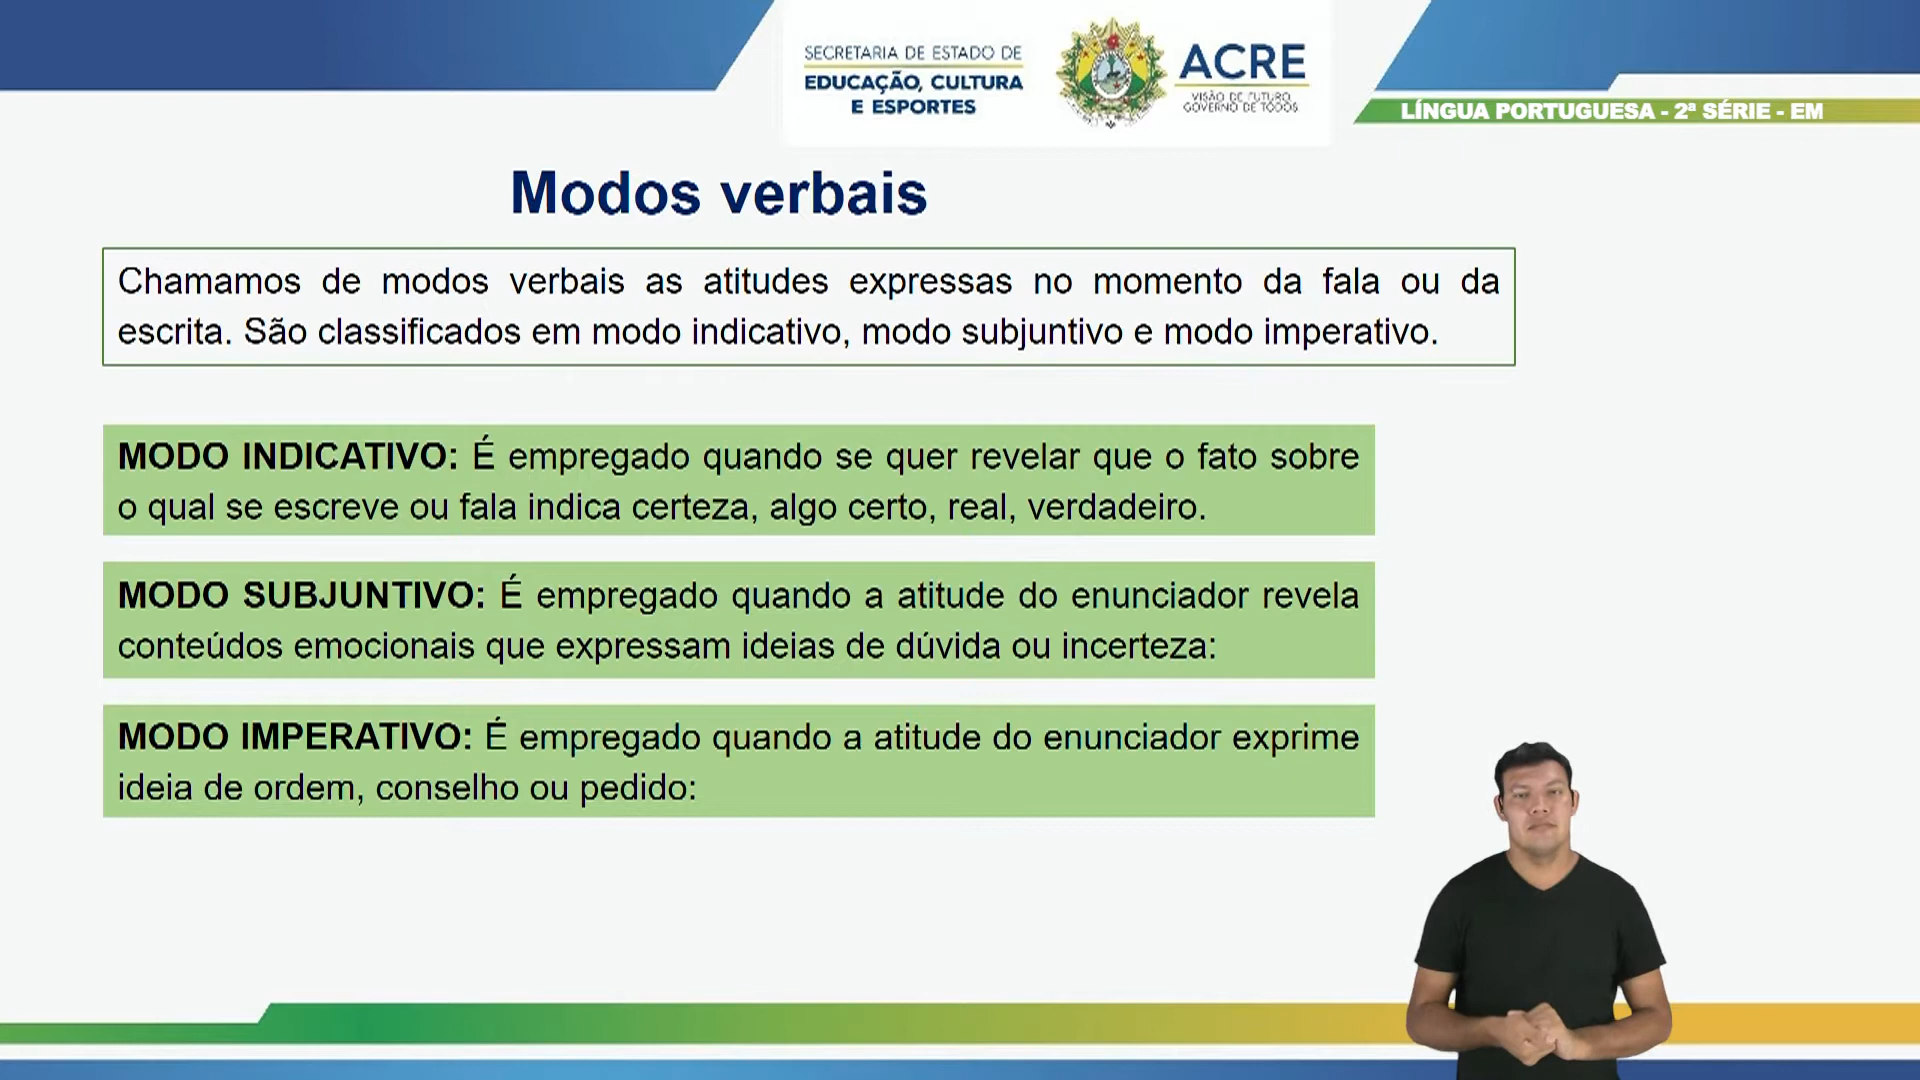 SECRETARIA DE ESTADO DE
EDUCAÇÃO, CULTURA
E ESPORTES
ACRE
VISÃO DE FUTURO,
GOVERNO DE TODOS
LÍNGUA PORTUGUESA - 2ª SÉRIE - EM
Modos verbais
Chamamos de modos verbais as atitudes expressas no momento da fala ou da
escrita. São classificados em modo indicativo, modo subjuntivo e modo imperativo.
MODO INDICATIVO: É empregado quando se quer revelar que o fato sobre
o qual se escreve ou fala indica certeza, algo certo, real, verdadeiro.
MODO SUBJUNTIVO: É empregado quando a atitude do enunciador revela
conteúdos emocionais que expressam ideias de dúvida ou incerteza:
MODO IMPERATIVO: É empregado quando a atitude do enunciador exprime
ideia de ordem, conselho ou pedido: